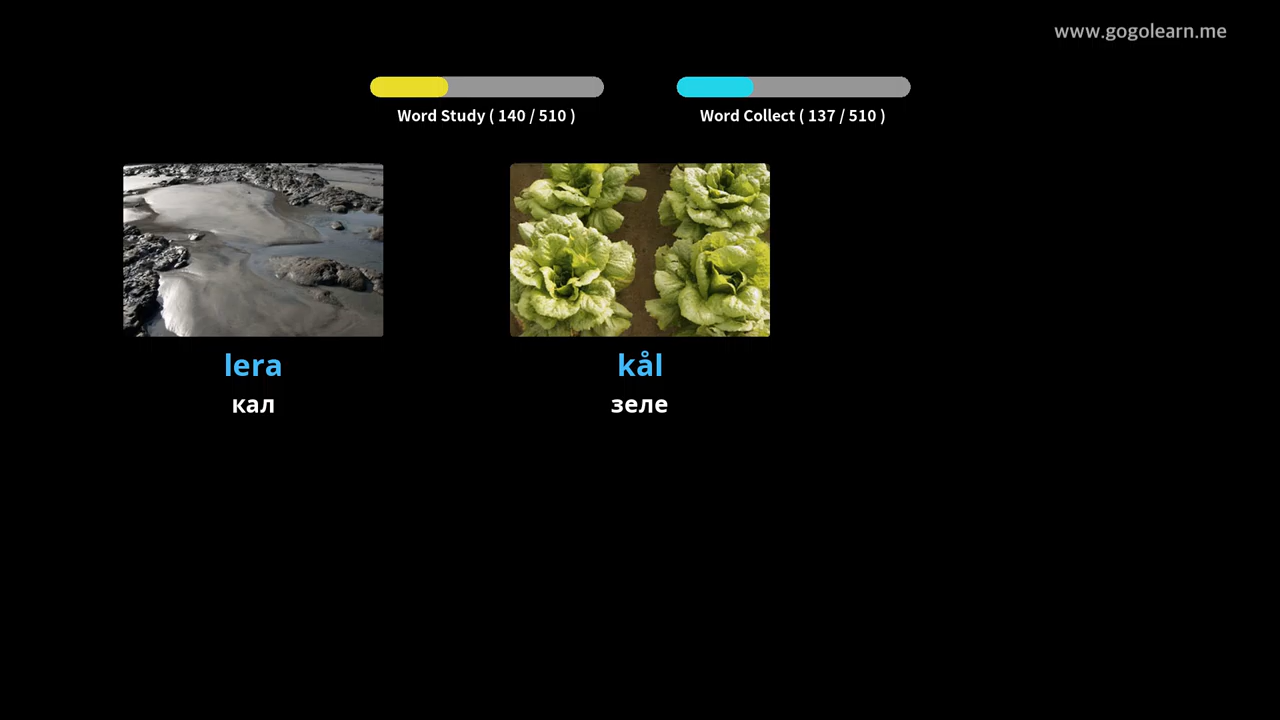 www.gogolearn.me
Word Study ( 140 / 510 )
Word Collect ( 137 / 510 )
lera
кал
kål
зеле